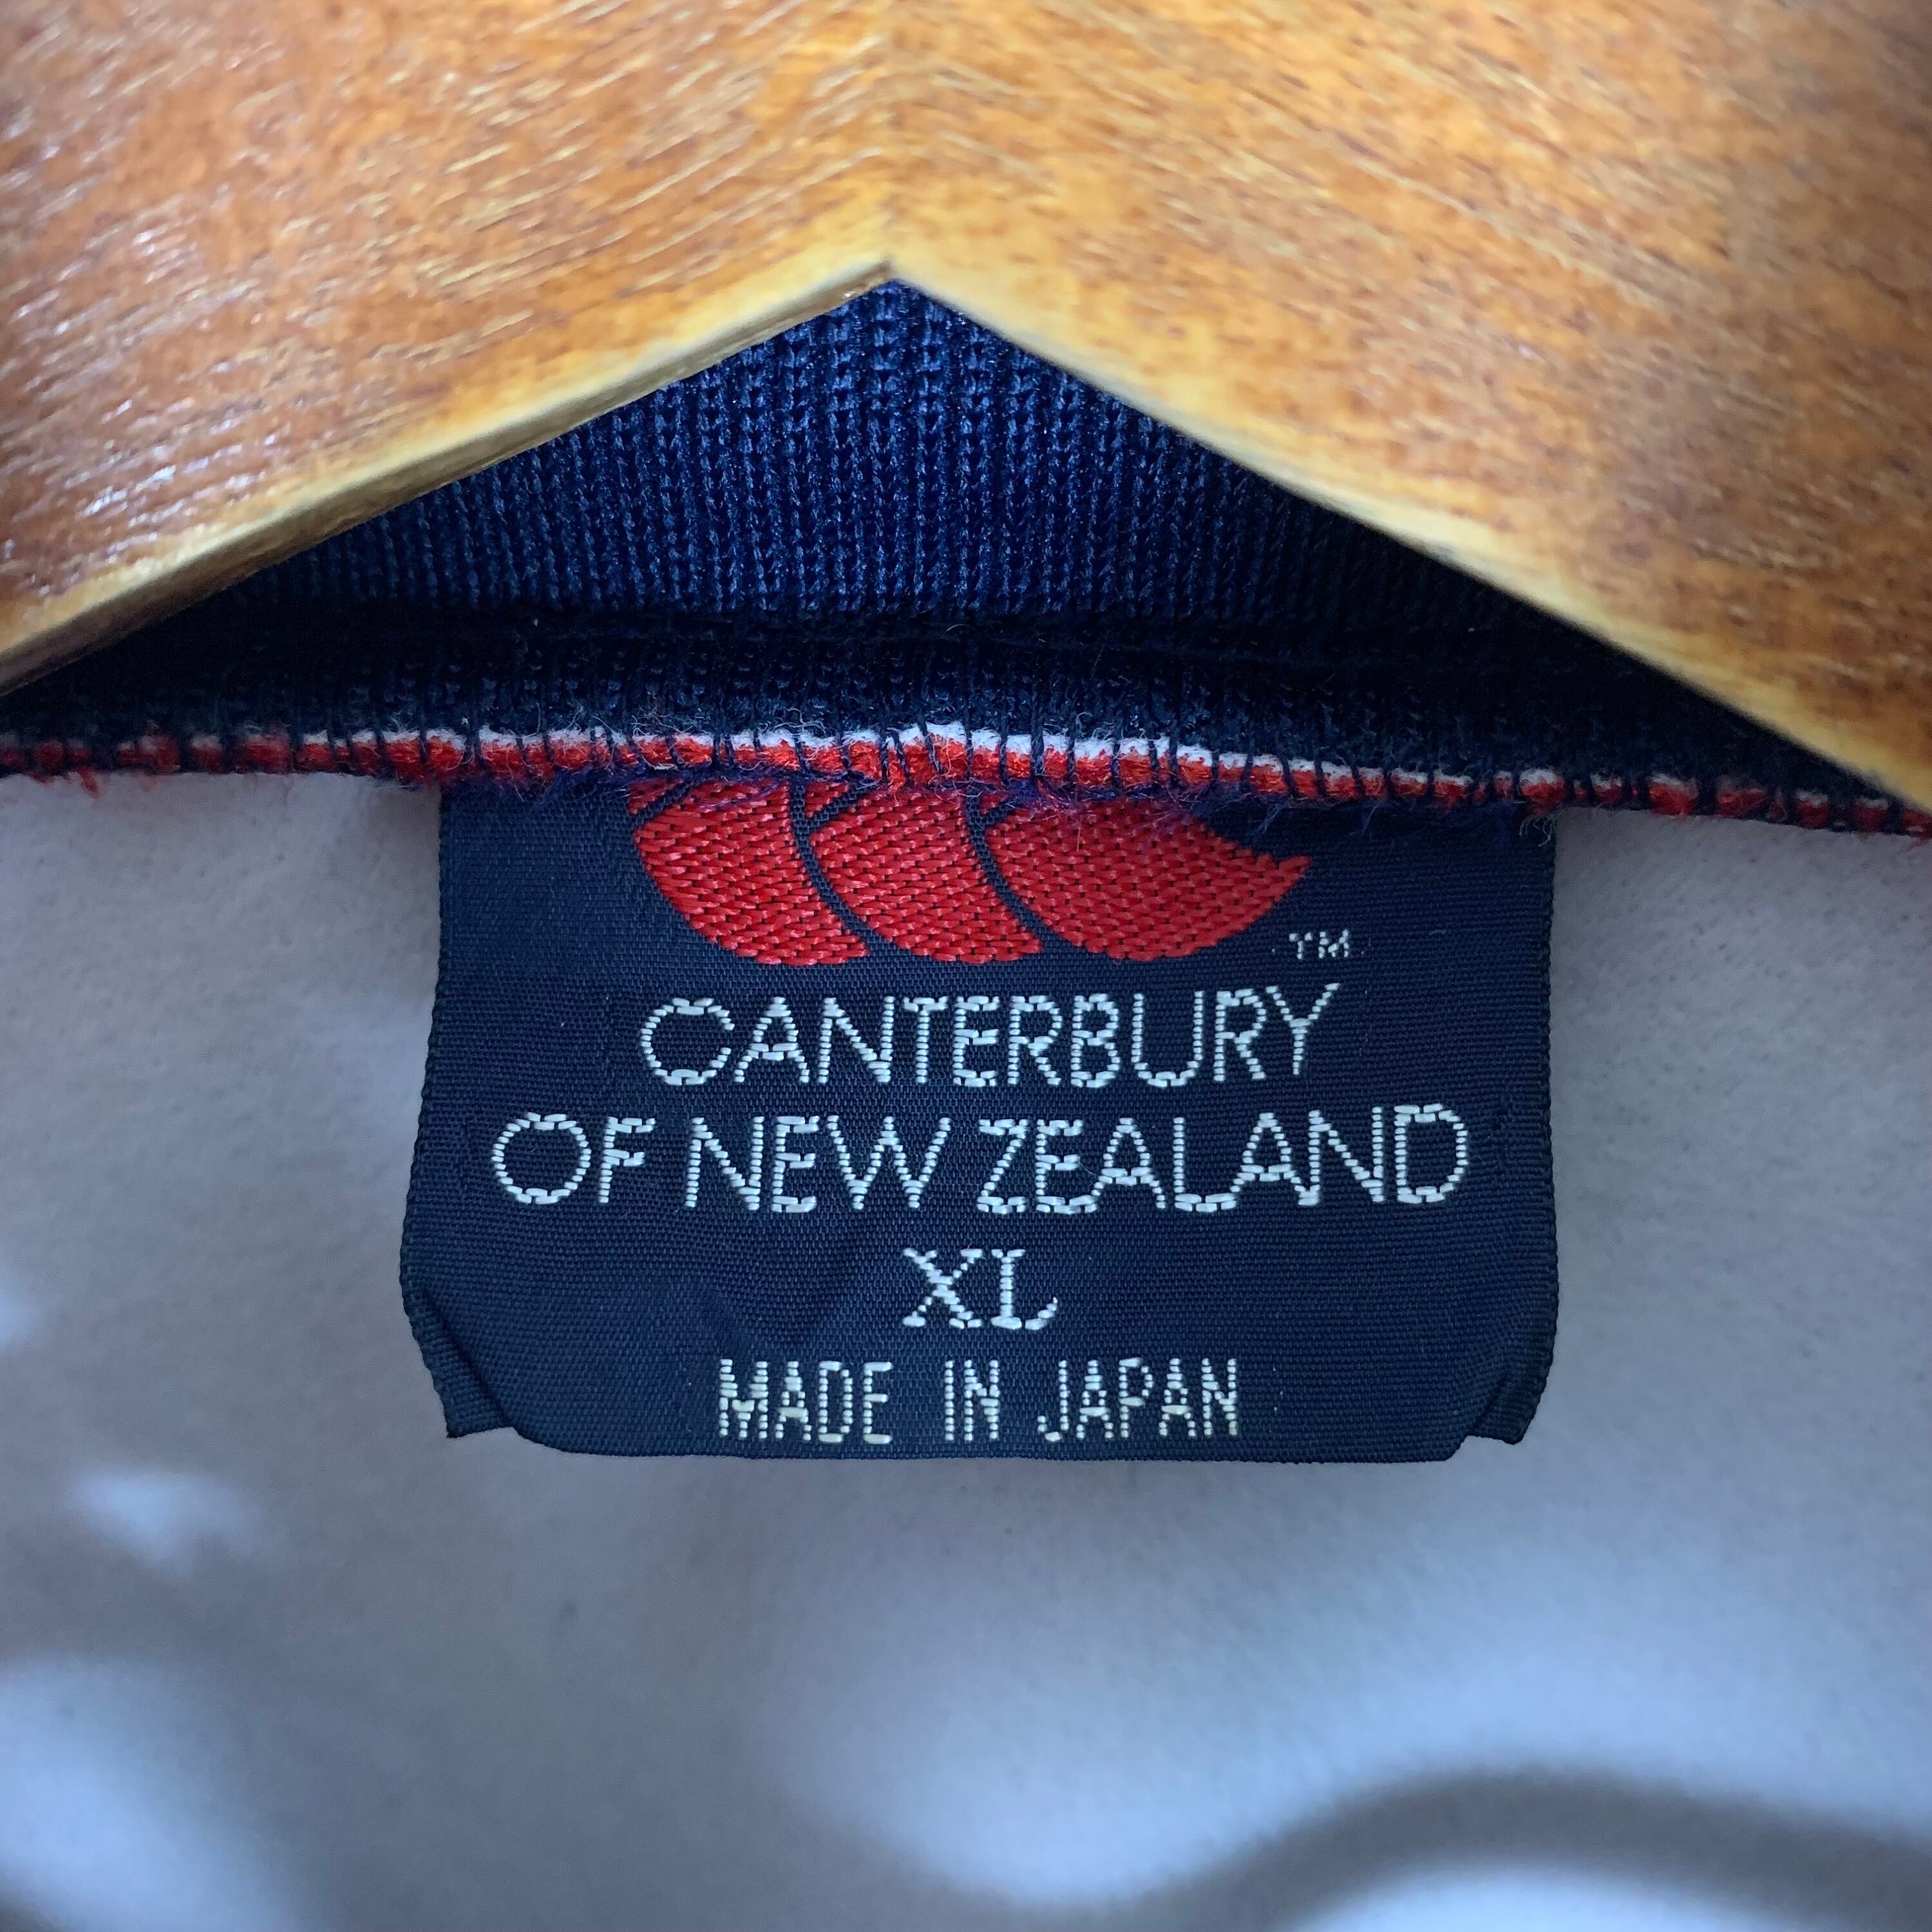 TM
CANTERBURY
OF NEW ZEALAND
XL
MADE IN JAPAN